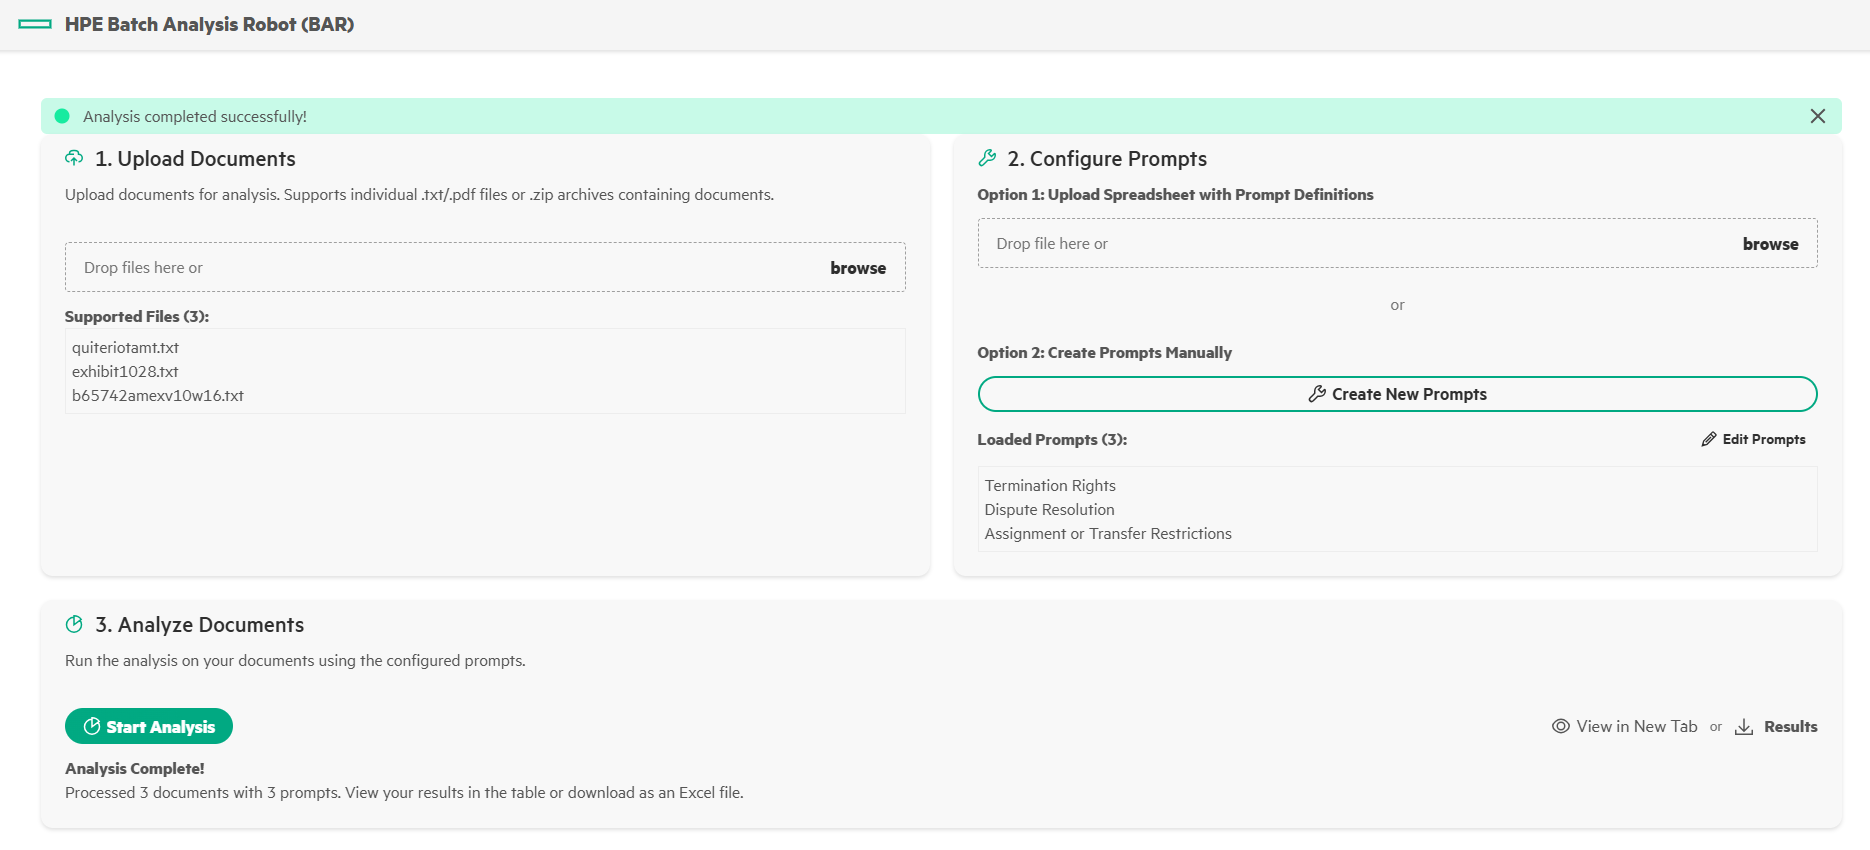 HPE Batch Analysis Robot (BAR)
Analysis completed successfully!
1. Upload Documents
Upload documents for analysis. Supports individual .txt/.pdf files or .zip archives containing documents.
Drop files here or
browse
Supported Files (3):
quiteriotamt.txt
exhibit1028.txt
b65742amexv10w16.txt
2. Configure Prompts
Option 1: Upload Spreadsheet with Prompt Definitions
Drop file here or
browse
or
Option 2: Create Prompts Manually
Create New Prompts
Loaded Prompts (3):
Edit Prompts
Termination Rights
Dispute Resolution
Assignment or Transfer Restrictions
3. Analyze Documents
Run the analysis on your documents using the configured prompts.
Start Analysis
View in New Tab or Results
Analysis Complete!
Processed 3 documents with 3 prompts. View your results in the table or download as an Excel file.